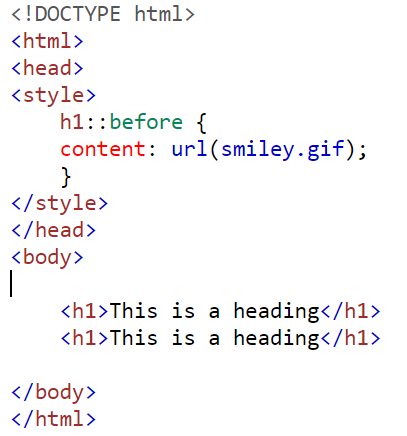 <!DOCTYPE html>
<html>
<head>
<style>
    h1::before {
    content: url(smiley.gif);
    }
</style>
</head>
<body>

    <h1>This is a heading</h1>
    <h1>This is a heading</h1>

</body>
</html>